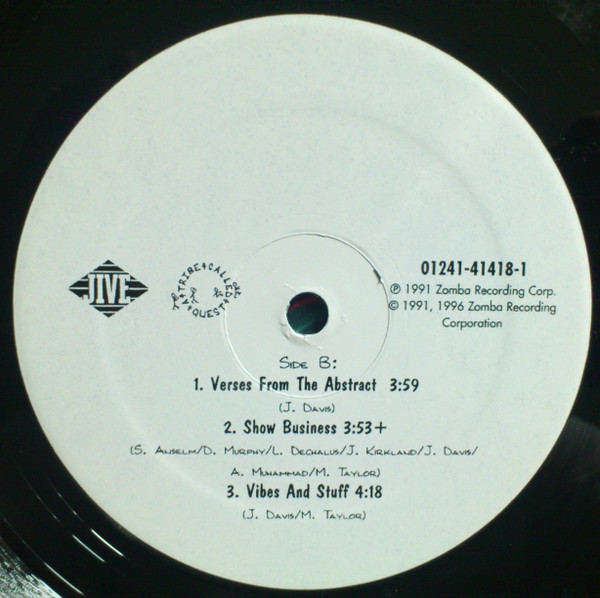 JIVE
A TRIBE CALLED QUEST
01241-41418-1
℗ 1991 Zomba Recording Corp.
© 1991, 1996 Zomba Recording
Corporation
SIDE B:
1. Verses From The Abstract 3:59
(J. DAVIS)
2. Show Business 3:53+
(S. ANSELM/D. MURPHY/L. DECHALUS/J. KIRKLAND/J. DAVIS/
A. MUHAMMAD/M. TAYLOR)
3. Vibes And Stuff 4:18
(J. DAVIS/M. TAYLOR)